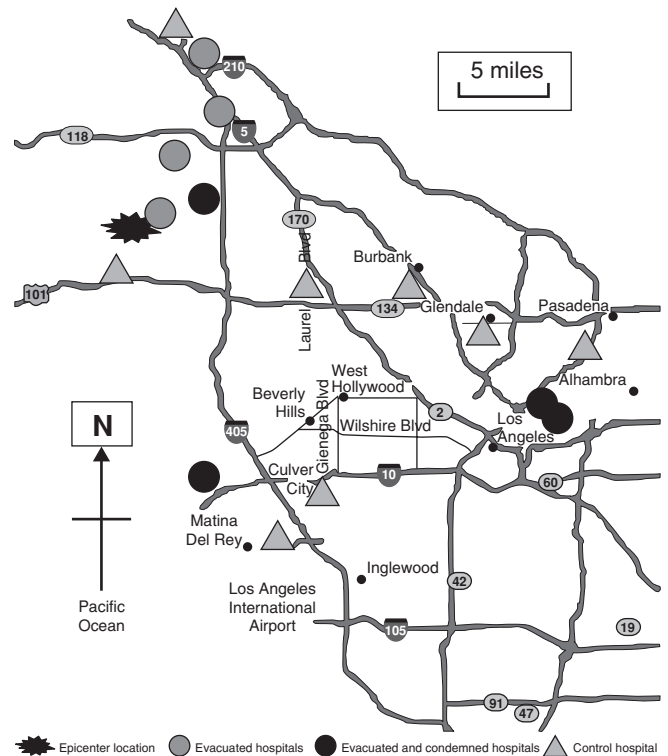 5 miles
210
5
118
170
Laurel Blvd
Burbank
101
134
Glendale
Pasadena
Alhambra
West
Hollywood
Beverly
Hills
Gienega Blvd
Wilshire Blvd
2
Los
Angeles
N
405
Culver
City
10
60
Matina
Del Rey
Inglewood
42
Pacific
Ocean
Los Angeles
International
Airport
105
19
91
47
Epicenter location
Evacuated hospitals
Evacuated and condemned hospitals
Control hospital